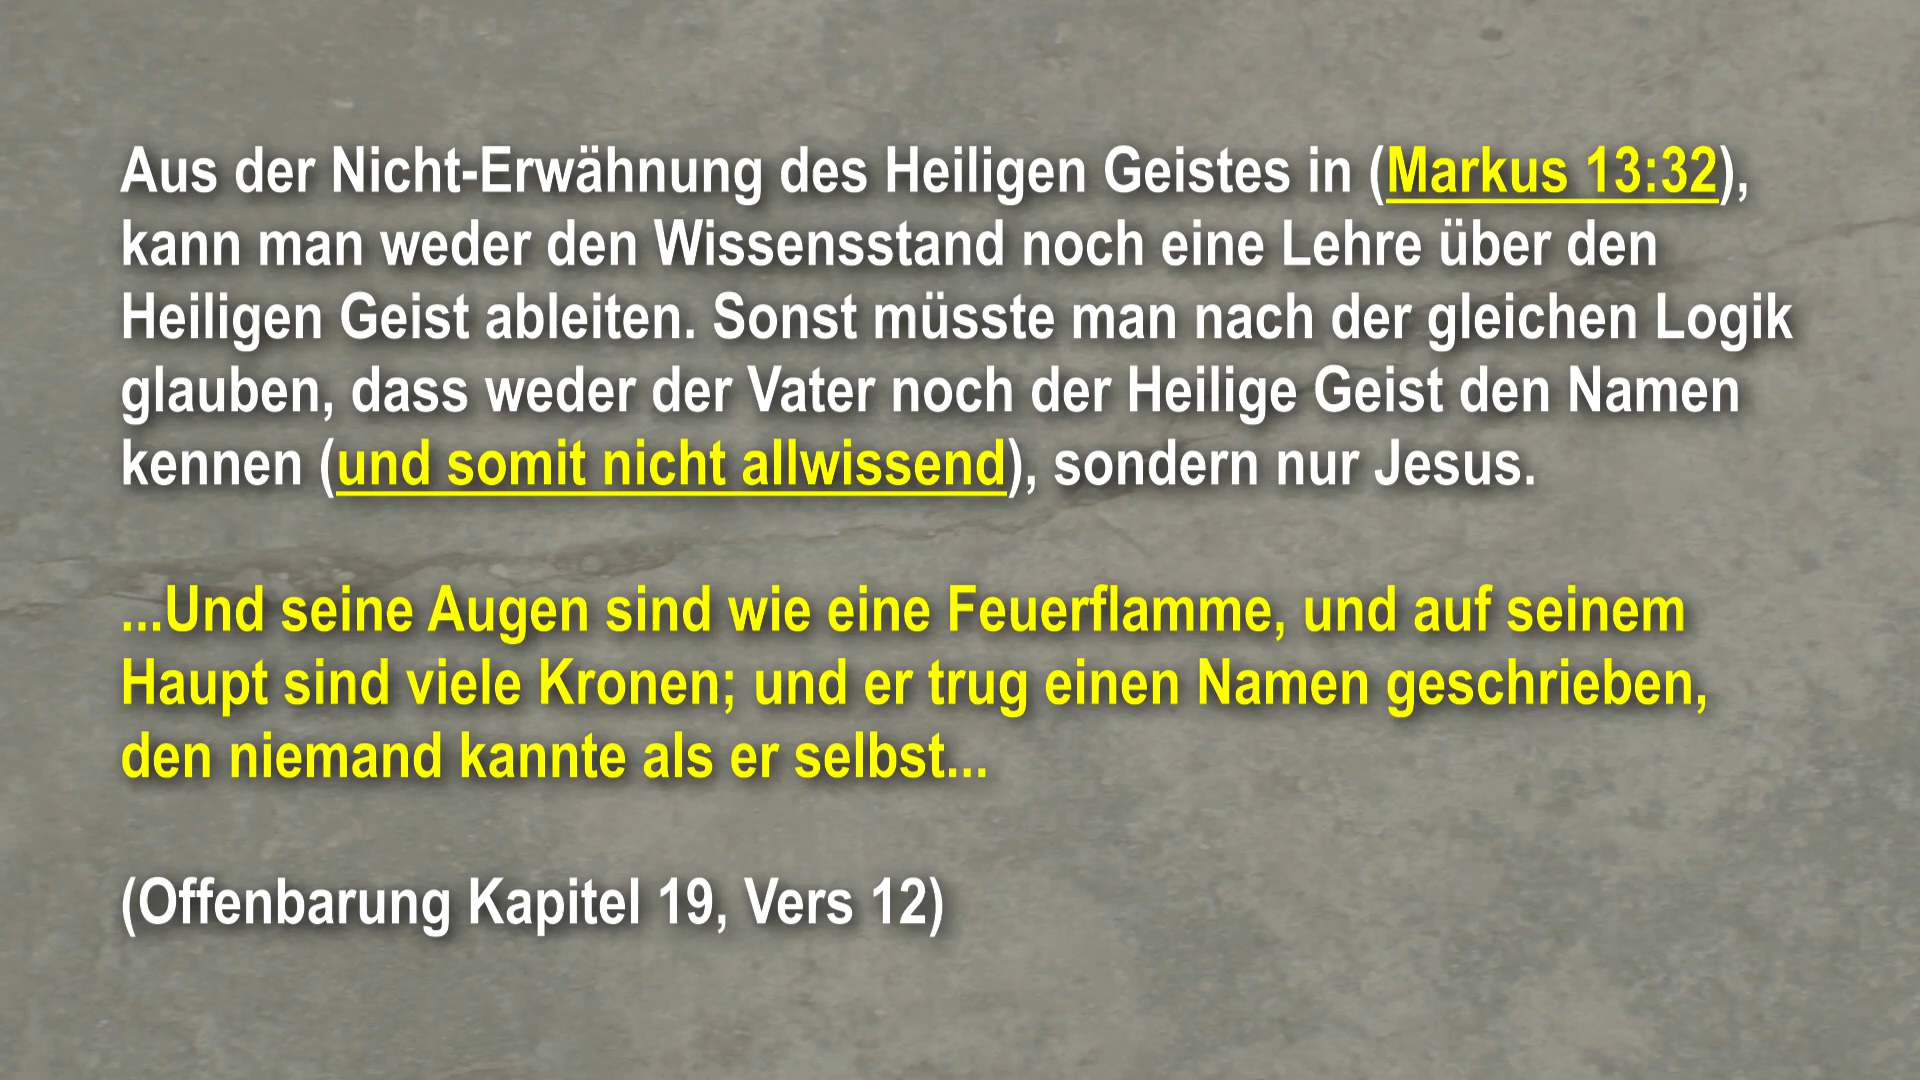 Aus der Nicht-Erwähnung des Heiligen Geistes in (Markus 13:32),
kann man weder den Wissensstand noch eine Lehre über den
Heiligen Geist ableiten. Sonst müsste man nach der gleichen Logik
glauben, dass weder der Vater noch der Heilige Geist den Namen
kennen (und somit nicht allwissend), sondern nur Jesus.
...Und seine Augen sind wie eine Feuerflamme, und auf seinem
Haupt sind viele Kronen; und er trug einen Namen geschrieben,
den niemand kannte als er selbst...
(Offenbarung Kapitel 19, Vers 12)